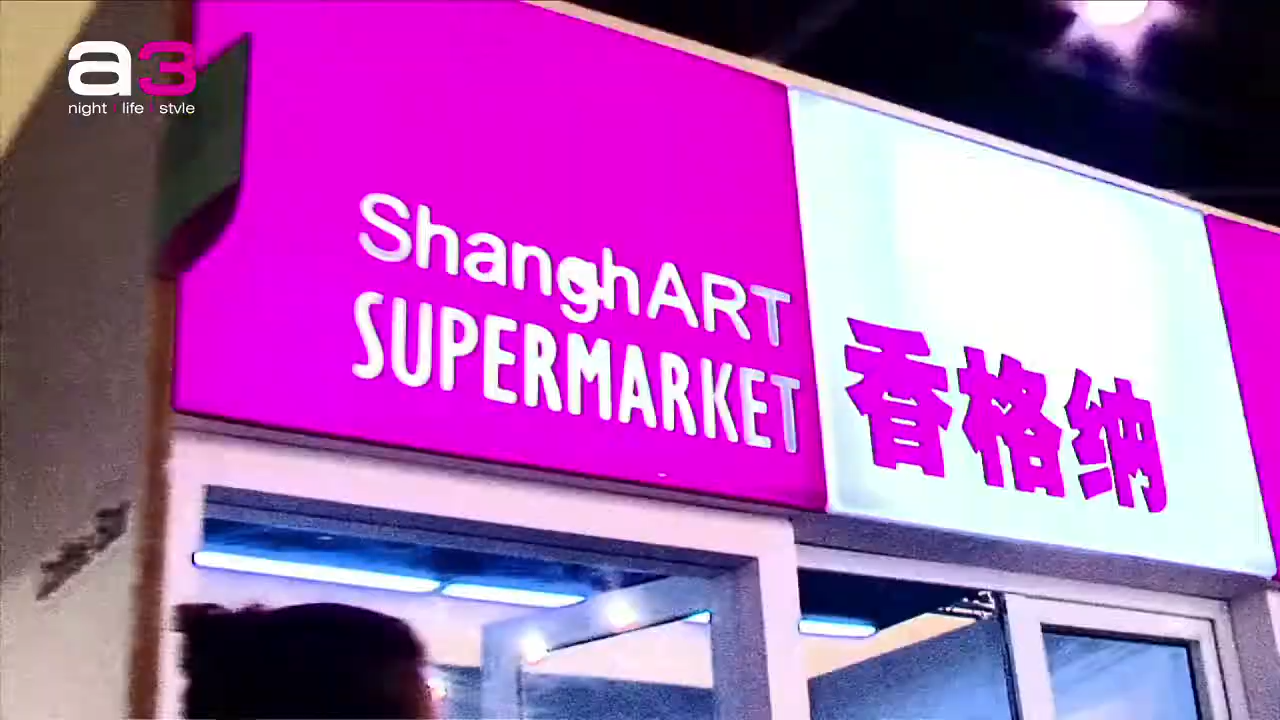 a3
night | life | style
ShanghART
SUPERMARKET
香格纳